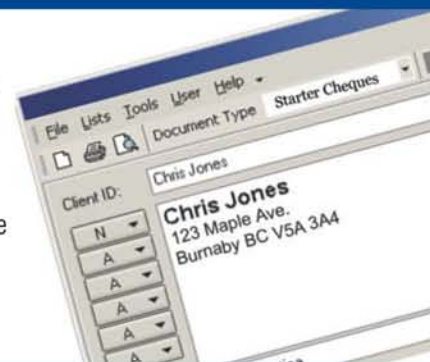 File Lists Tools User Help
Document Type Starter Cheques
Client ID: Chris Jones
N
A
A
A
A
A
Chris Jones
123 Maple Ave.
Burnaby BC V5A 3A4
e